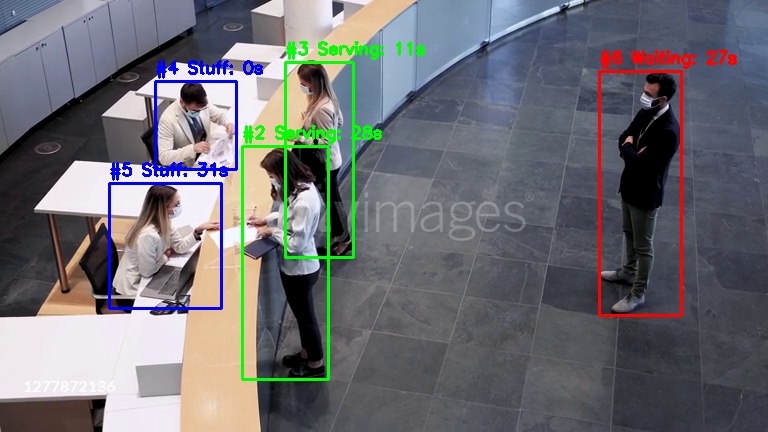 #3 Serving: 11s
#6 Waiting: 27s
#4 Stuff: 0s
#2 Serving: 28s
#5 Stuff: 31s
1277872136